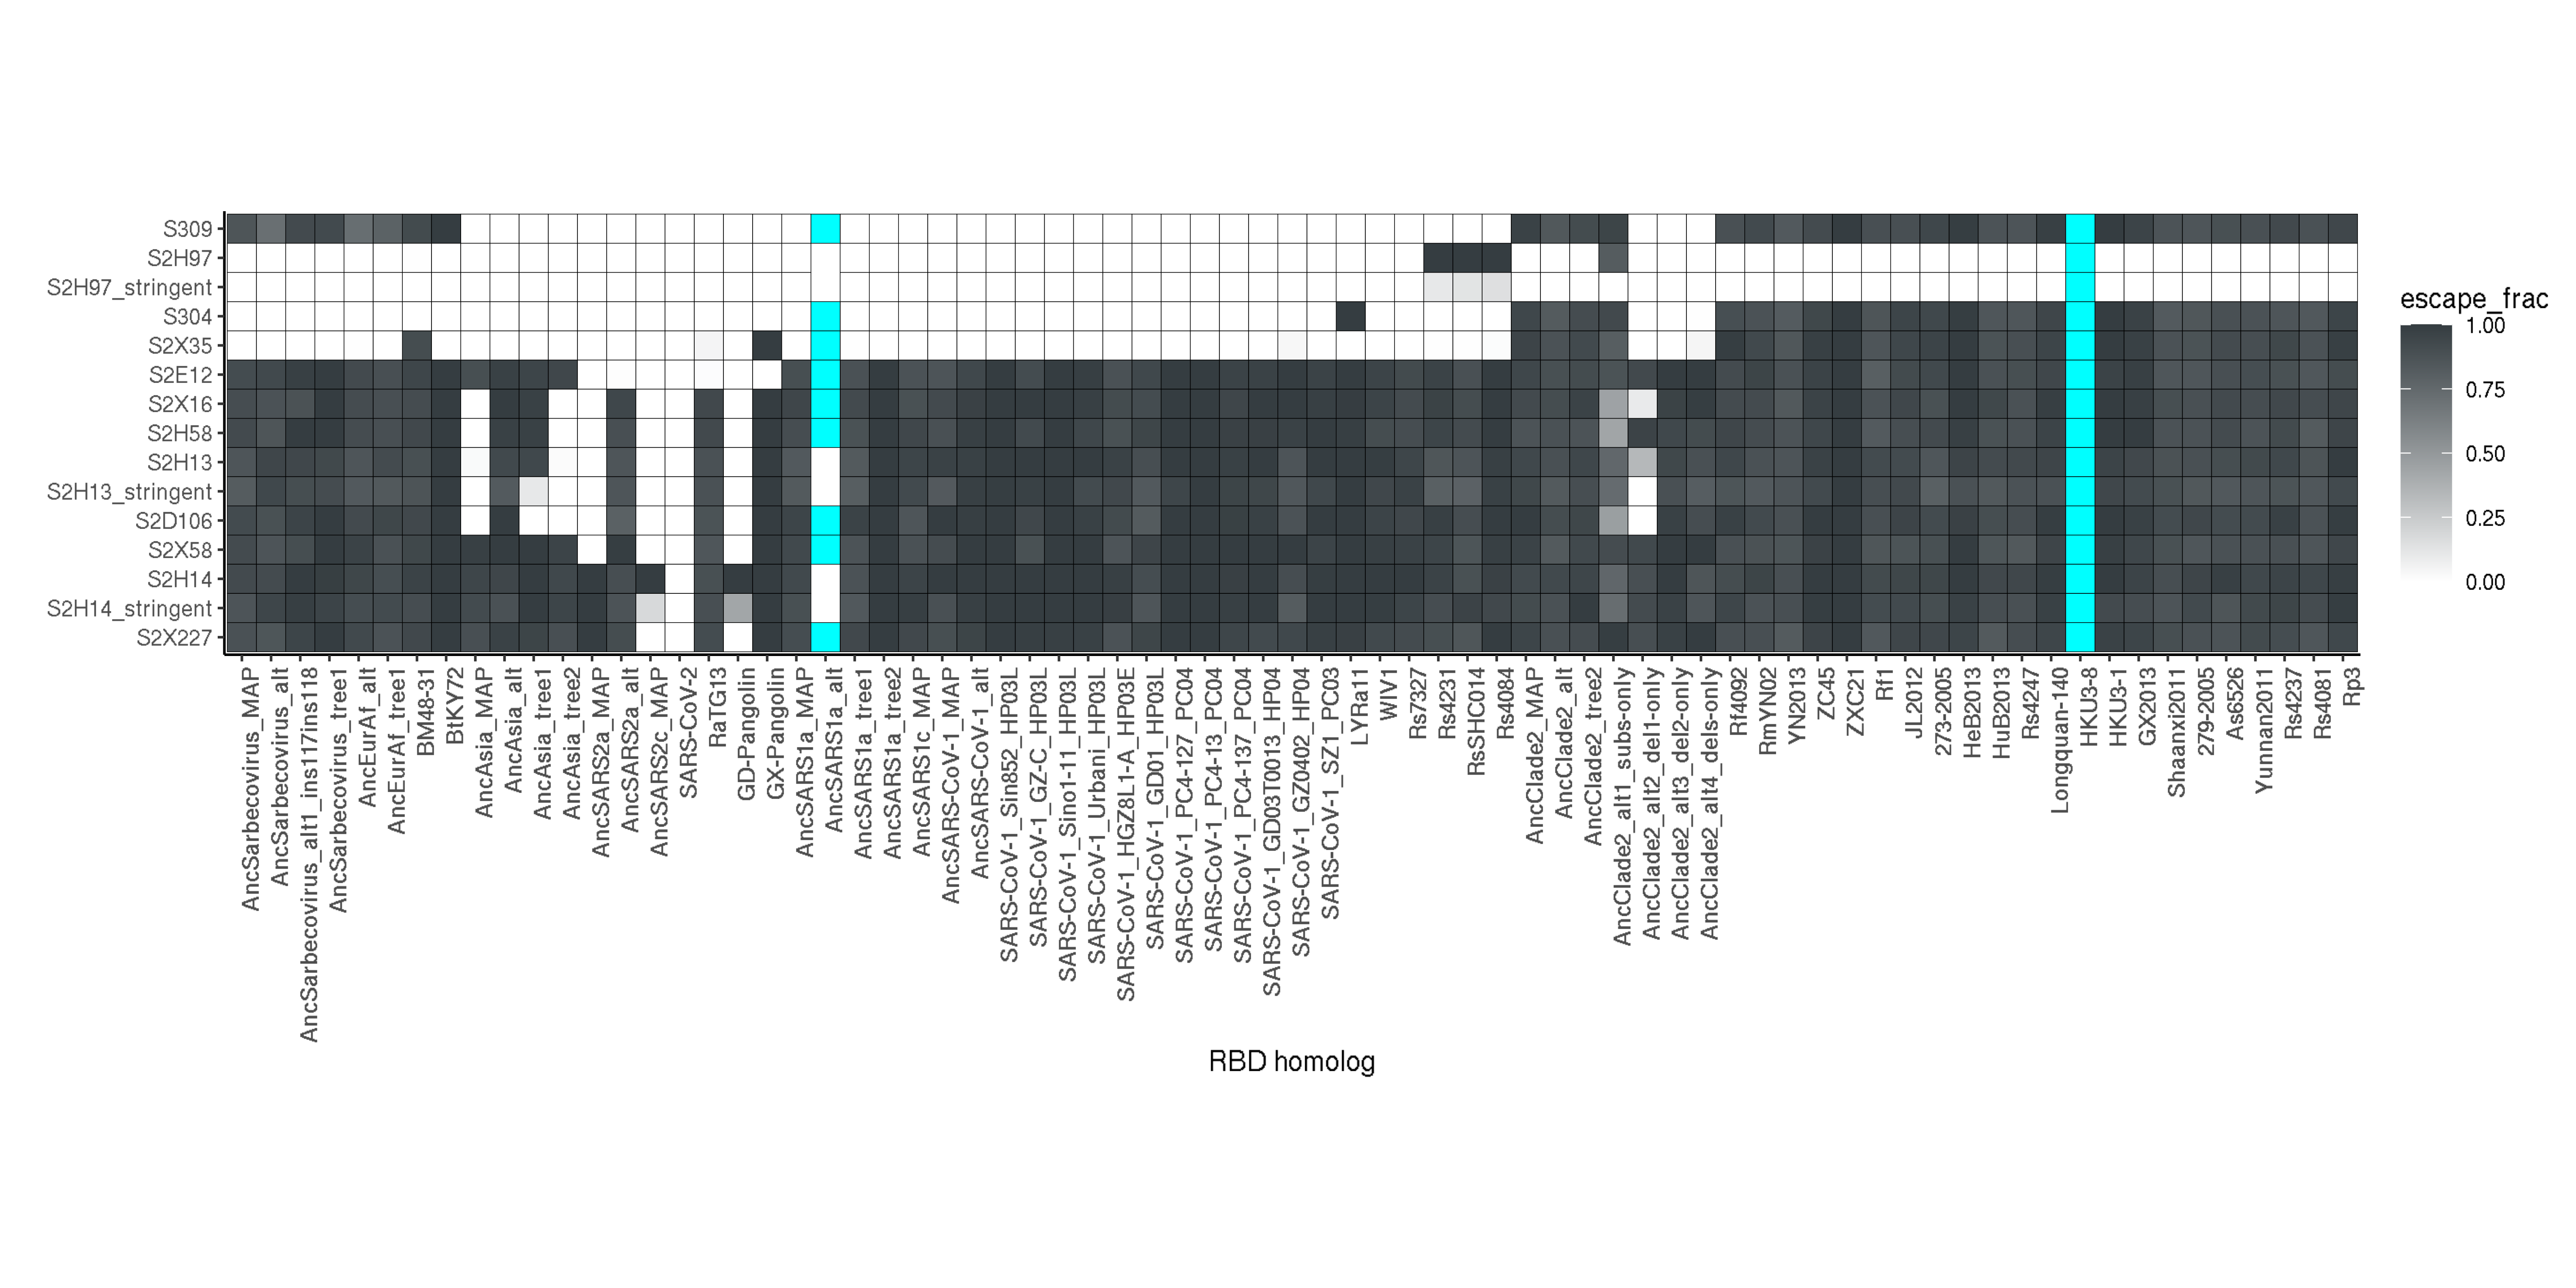 S309
S2H97
S2H97_stringent
S304
S2X35
S2E12
S2X16
S2H58
S2H13
S2H13_stringent
S2D106
S2X58
S2H14
S2H14_stringent
S2X227
AncSarbecovirus_MAP
AncSarbecovirus_alt
AncSarbecovirus_alt1_ins117ins118
AncSarbecovirus_tree1
AncEurAf_alt
AncEurAf_tree1
BM48-31
BtKY72
AncAsia_MAP
AncAsia_alt
AncAsia_tree1
AncAsia_tree2
AncSARS2a_MAP
AncSARS2a_alt
AncSARS2c_MAP
SARS-CoV-2
RaTG13
GD-Pangolin
GX-Pangolin
AncSARS1a_MAP
AncSARS1a_alt
AncSARS1a_tree1
AncSARS1a_tree2
AncSARS1c_MAP
AncSARS-CoV-1_MAP
AncSARS-CoV-1_alt
SARS-CoV-1_Sin852_HP03L
SARS-CoV-1_GZ-C_HP03L
SARS-CoV-1_Sino1-11_HP03L
SARS-CoV-1_Urbani_HP03L
SARS-CoV-1_HGZ8L1-A_HP03E
SARS-CoV-1_GD01_HP03L
SARS-CoV-1_PC4-127_PC04
SARS-CoV-1_PC4-13_PC04
SARS-CoV-1_PC4-137_PC04
SARS-CoV-1_GD03T0013_HP04
SARS-CoV-1_GZ0402_HP04
SARS-CoV-1_SZ1_PC03
LYRa11
WIV1
Rs7327
Rs4231
RsSHC014
Rs4084
AncClade2_MAP
AncClade2_alt
AncClade2_tree2
AncClade2_alt1_subs-only
AncClade2_alt2_del1-only
AncClade2_alt3_del2-only
AncClade2_alt4_dels-only
Rf4092
RmYN02
YN2013
ZC45
ZXC21
Rf1
JL2012
273-2005
HeB2013
HuB2013
Rs4247
Longquan-140
HKU3-8
HKU3-1
GX2013
Shaanxi2011
279-2005
As6526
Yunnan2011
Rs4237
Rs4081
Rp3
RBD homolog
escape_frac
1.00
0.75
0.50
0.25
0.00